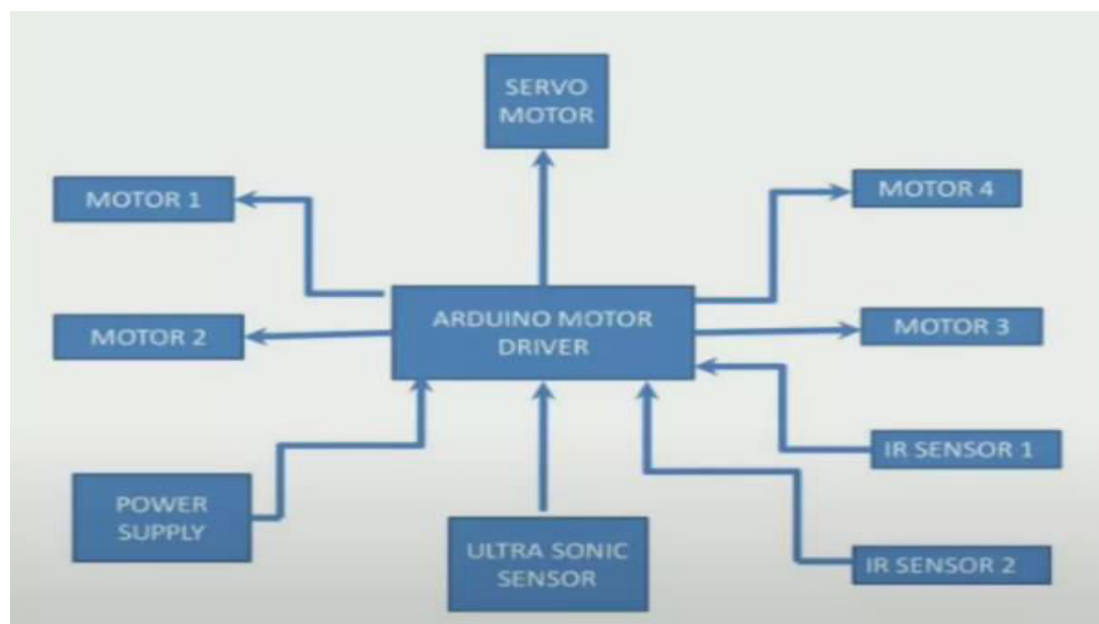 SERVO
MOTOR
MOTOR 1
MOTOR 4
ARDUINO MOTOR
DRIVER
MOTOR 2
MOTOR 3
IR SENSOR 1
POWER
SUPPLY
ULTRA SONIC
SENSOR
IR SENSOR 2